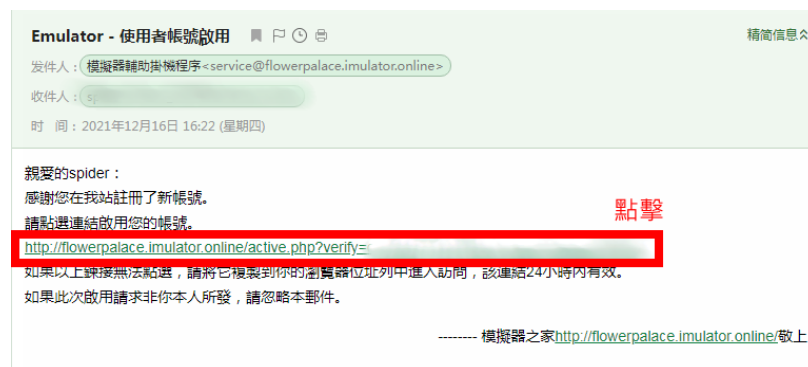 Emulator - 使用者帳號啟用
精简信息
发件人：模擬器輔助掛機程序<service@flowerpalace.imulator.online>
收件人：
时 间：2021年12月16日 16:22 (星期四)
親愛的spider：
感謝您在我站註冊了新帳號。
點擊
請點選連結啟用您的帳號。
http://flowerpalace.imulator.online/active.php?verify=
如果以上鍊接無法點選，請將它複製到你的瀏覽器位址列中進入訪問，該連結24小時內有效。
如果此次啟用請求非你本人所發，請忽略本郵件。
-------- 模擬器之家http://flowerpalace.imulator.online/敬上